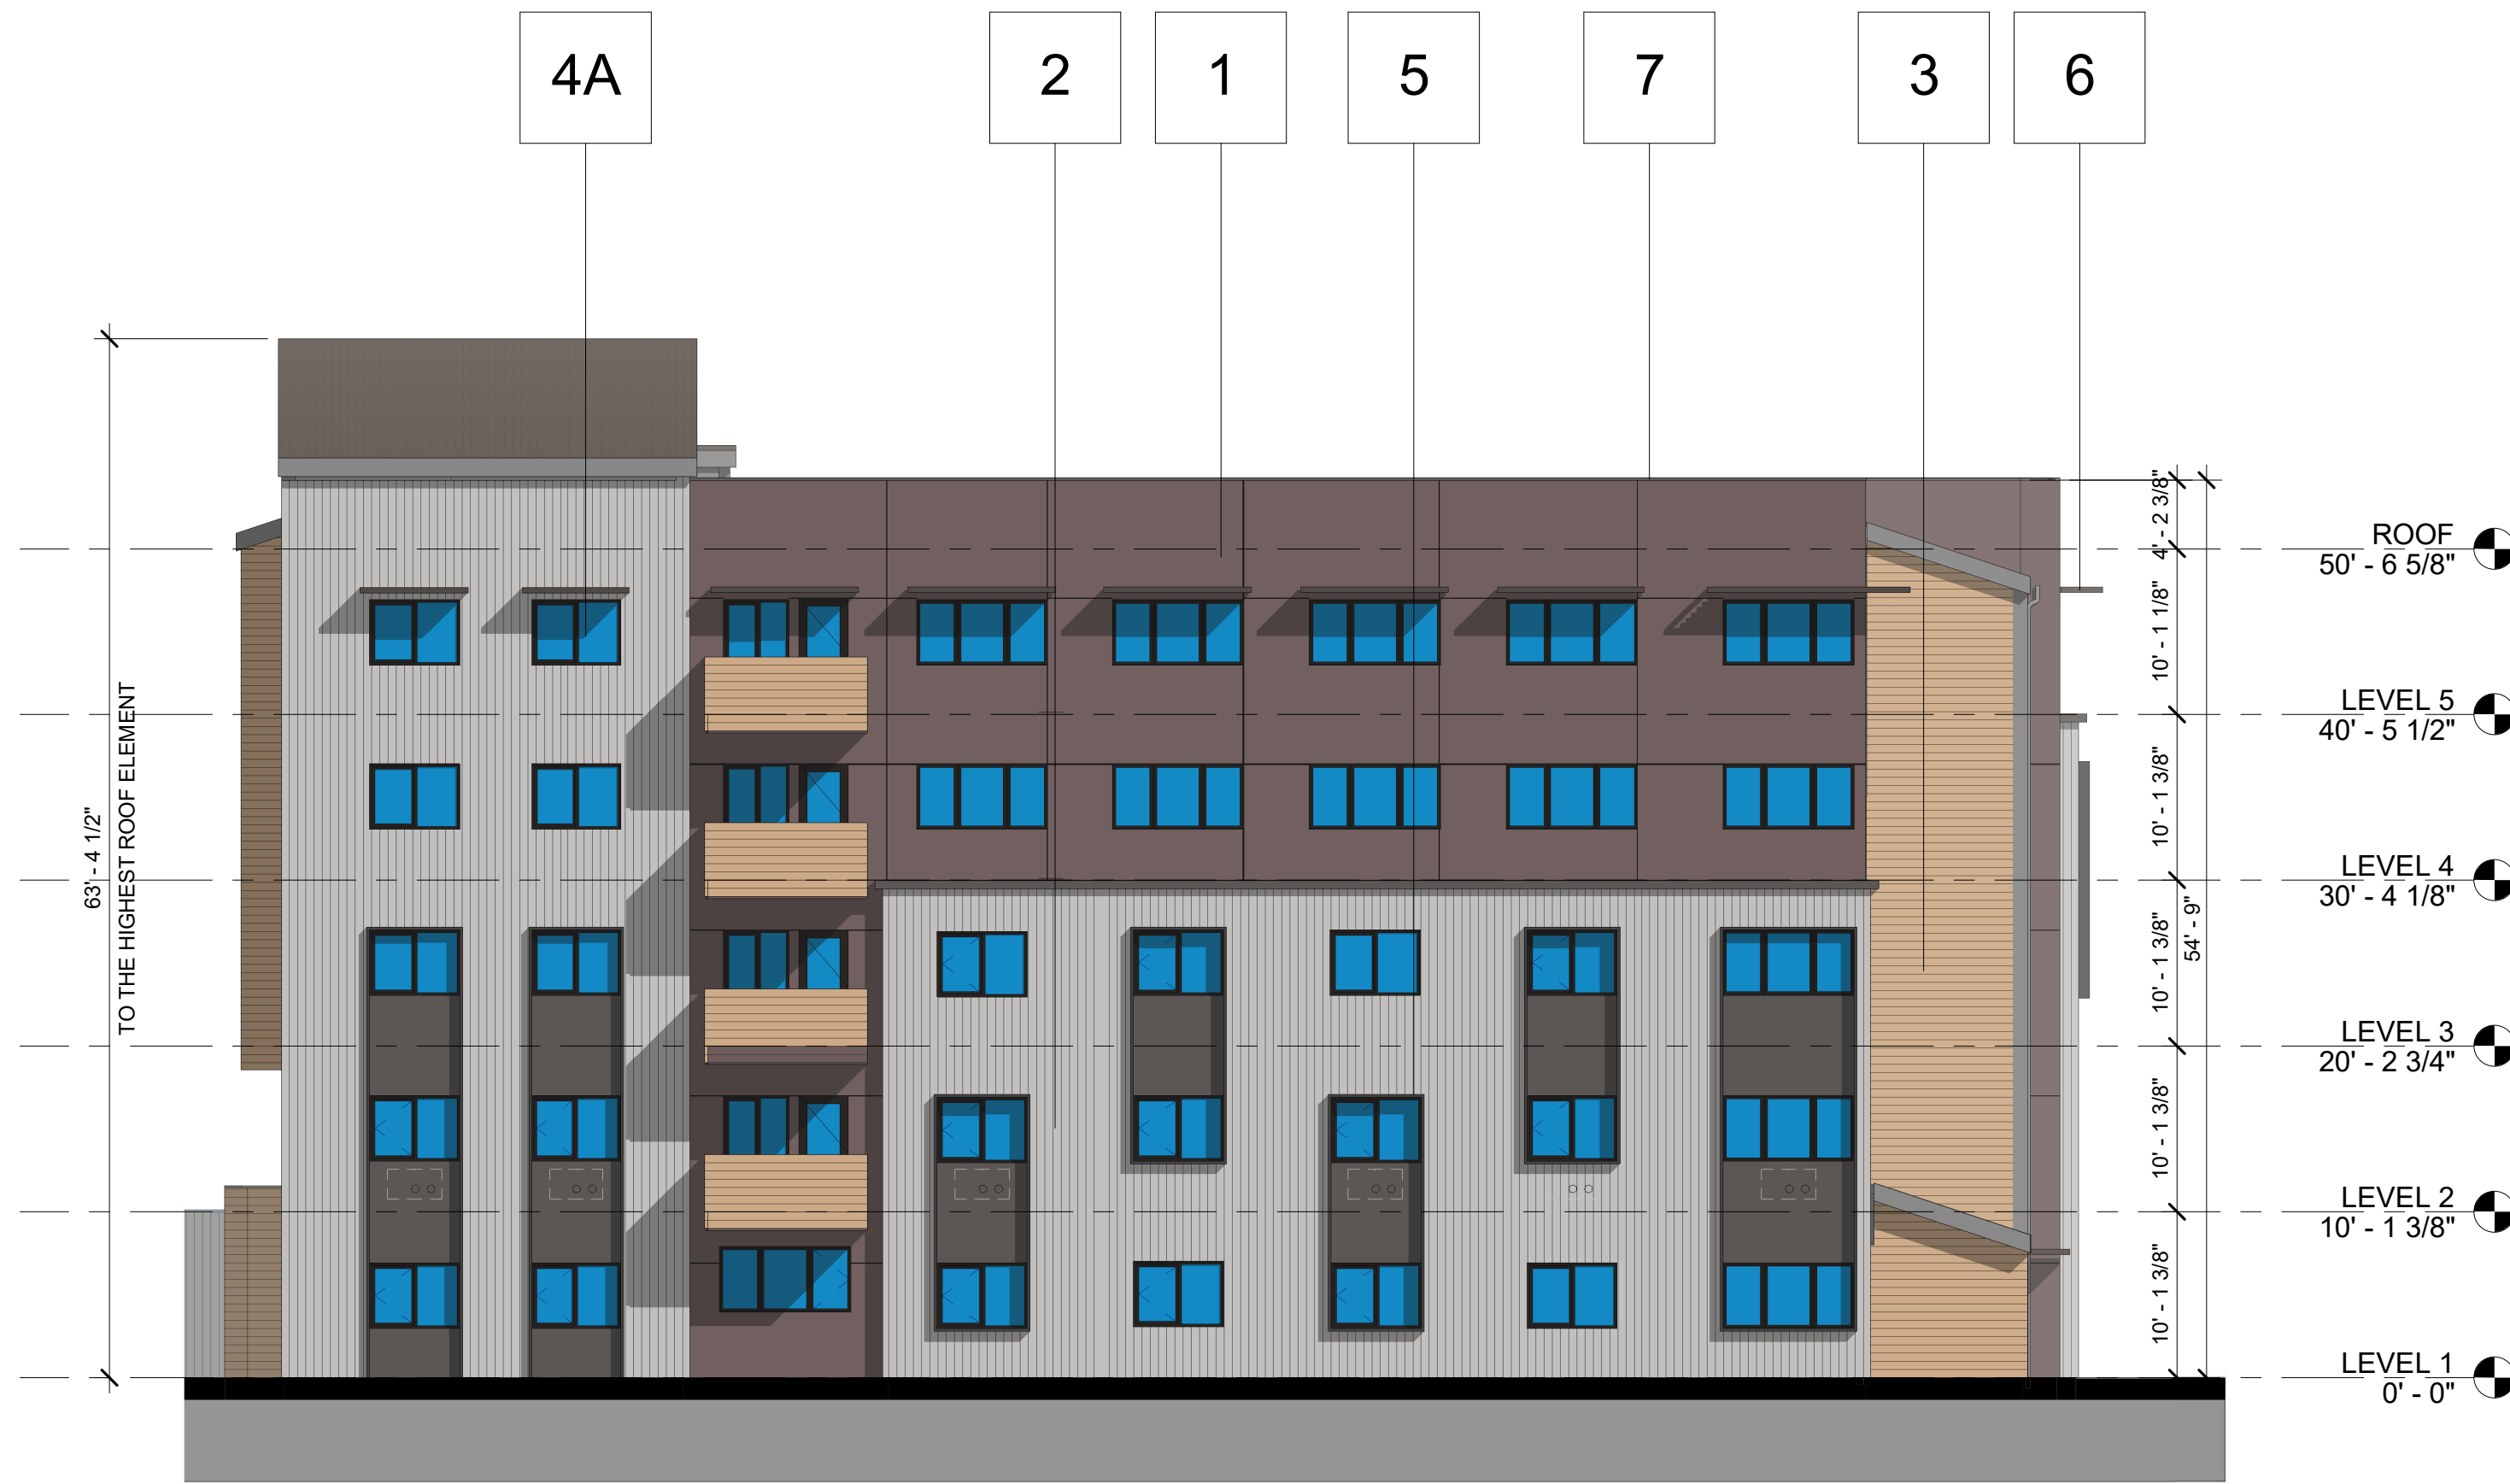 4A
2
1
5
7
3
6
63' - 4 1/2"
TO THE HIGHEST ROOF ELEMENT
4' - 2 3/8"
10' - 1 1/8"
10' - 1 3/8"
10' - 1 3/8"
10' - 1 3/8"
10' - 1 3/8"
54' - 9"
ROOF
50' - 6 5/8"
LEVEL 5
40' - 5 1/2"
LEVEL 4
30' - 4 1/8"
LEVEL 3
20' - 2 3/4"
LEVEL 2
10' - 1 3/8"
LEVEL 1
0' - 0"